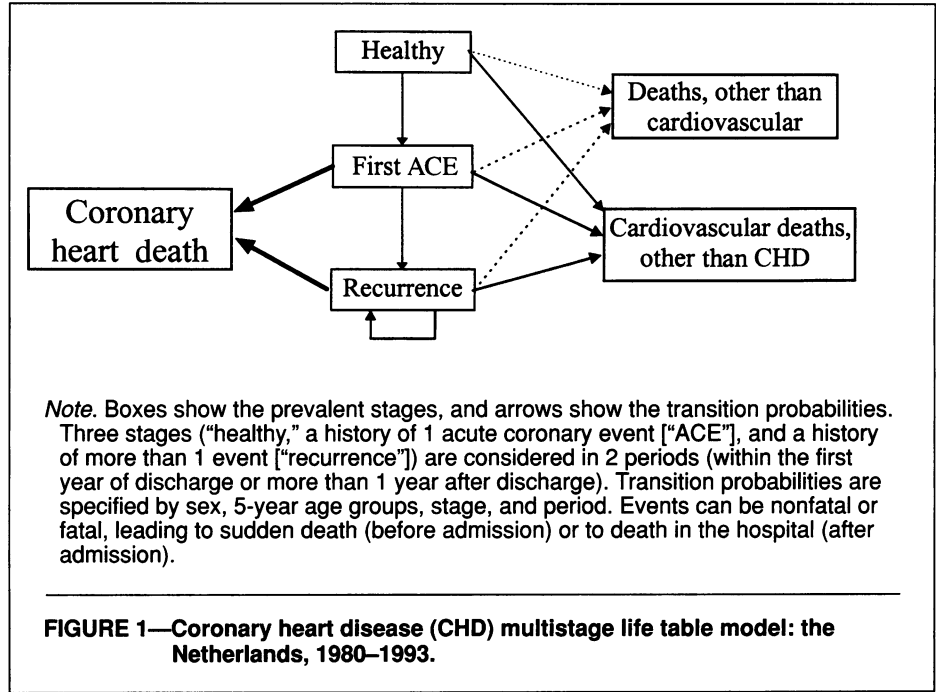 Healthy
Deaths, other than
cardiovascular
First ACE
Coronary
heart death
Cardiovascular deaths,
other than CHD
Recurrence
Note. Boxes show the prevalent stages, and arrows show the transition probabilities.
Three stages (“healthy,” a history of 1 acute coronary event [“ACE”], and a history
of more than 1 event [“recurrence”]) are considered in 2 periods (within the first
year of discharge or more than 1 year after discharge). Transition probabilities are
specified by sex, 5-year age groups, stage, and period. Events can be nonfatal or
fatal, leading to sudden death (before admission) or to death in the hospital (after
admission).
FIGURE 1—Coronary heart disease (CHD) multistage life table model: the
Netherlands, 1980–1993.